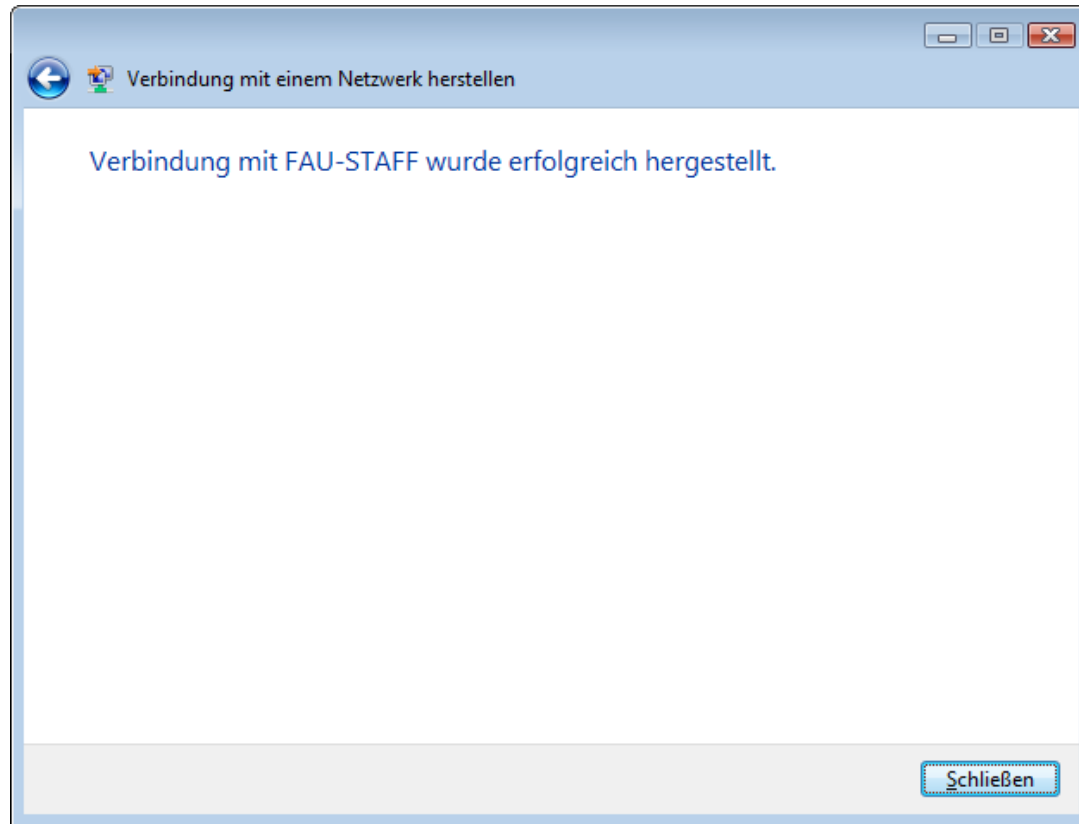 Verbindung mit einem Netzwerk herstellen
Verbindung mit FAU-STAFF wurde erfolgreich hergestellt.
Schließen